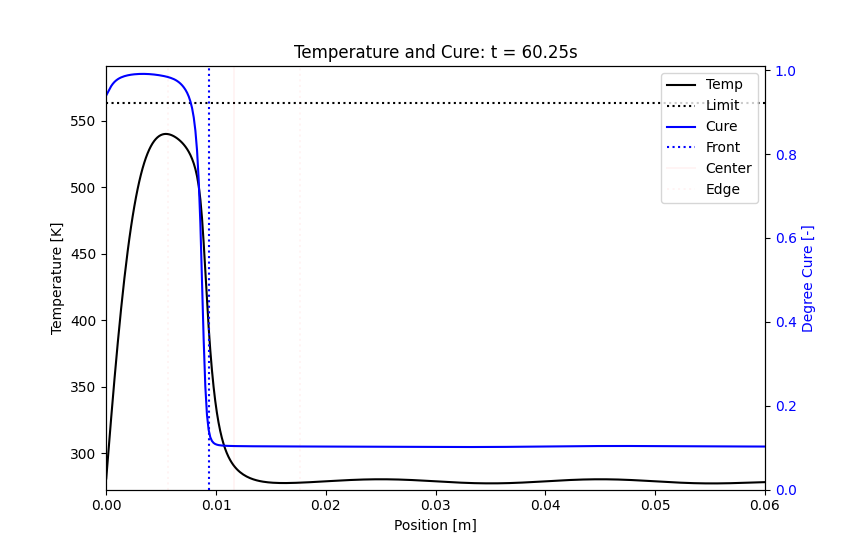 Temperature and Cure: t = 60.25s
Temp
Limit
Cure
Front
Center
Edge
Temperature [K]
550
500
450
400
350
300
Degree Cure [-]
1.0
0.8
0.6
0.4
0.2
0.0
0.00 0.01 0.02 0.03 0.04 0.05 0.06
Position [m]